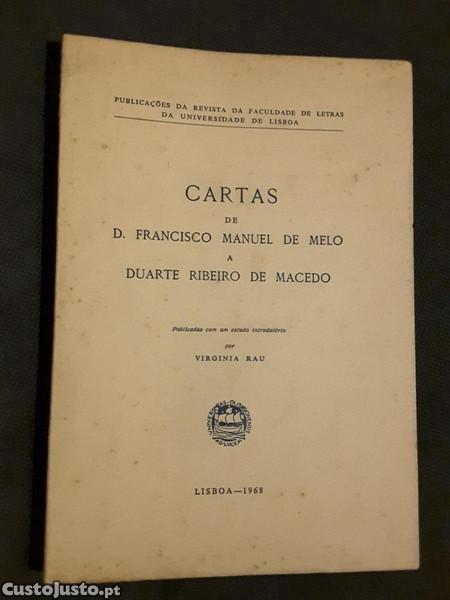 PUBLICAÇÕES DA REVISTA DA FACULDADE DE LETRAS
DA UNIVERSIDADE DE LISBOA
CARTAS
DE
D. FRANCISCO MANUEL DE MELO
A
DUARTE RIBEIRO DE MACEDO
Publicadas com um estudo introdutório
por
VIRGINIA RAU
LISBOA—1968
CustoJusto.pt